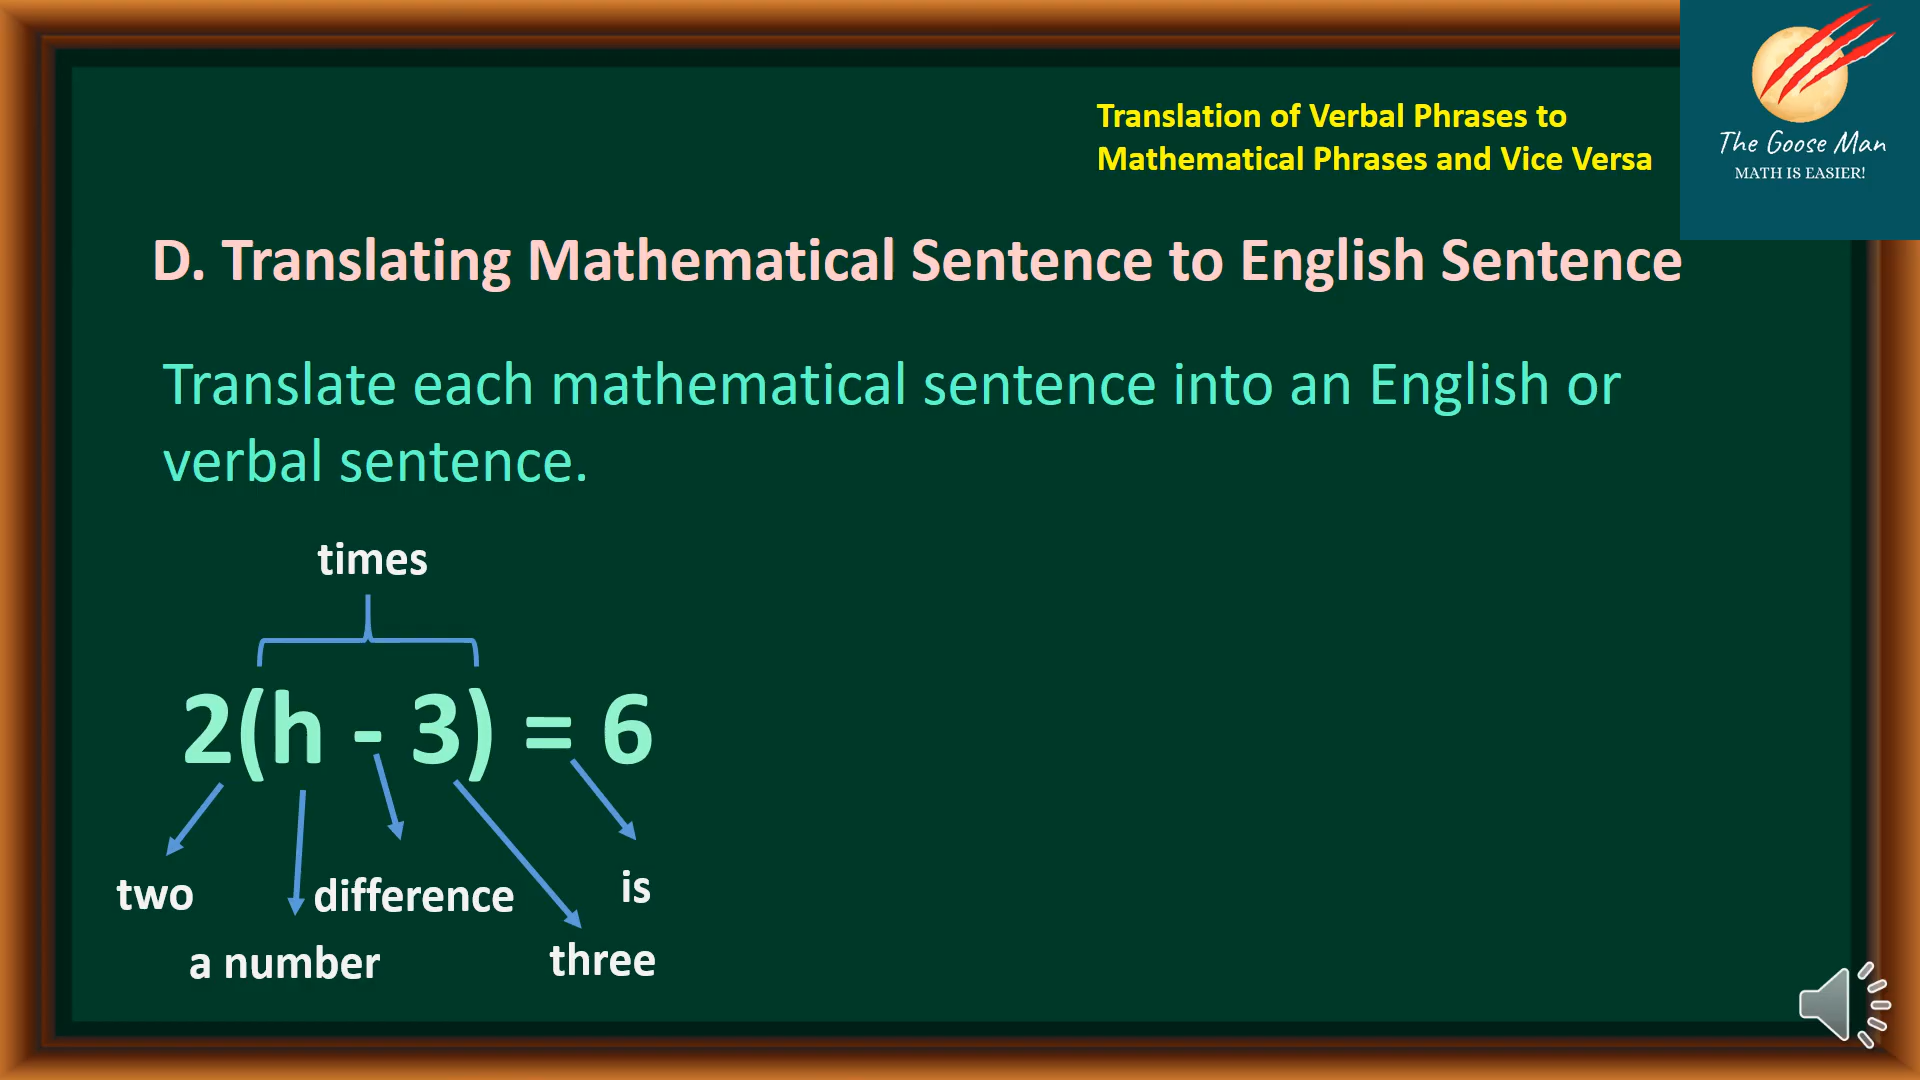 Translation of Verbal Phrases to
Mathematical Phrases and Vice Versa
The Goose Man
MATH IS EASIER!
D. Translating Mathematical Sentence to English Sentence
Translate each mathematical sentence into an English or
verbal sentence.
times
2(h - 3) = 6
two
difference
is
a number
three